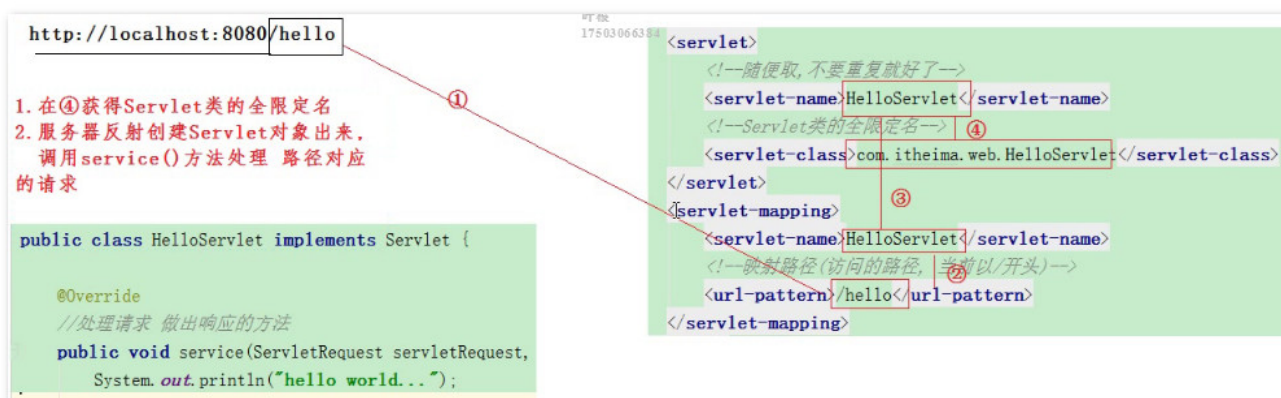 http://localhost:8080/hello
1.在④获得Servlet类的全限定名
2.服务器反射创建Servlet对象出来,
调用service()方法处理 路径对应
的请求
public class HelloServlet implements Servlet {
@Override
//处理请求 做出响应的方法
public void service(ServletRequest servletRequest,
System.out.println("hello world...");
①
17503066384
<servlet>
<!--随便取,不要重复就好了-->
<servlet-name>HelloServlet</servlet-name>
<!--Servlet类的全限定名-->
④
<servlet-class>com.itheima.web.HelloServlet</servlet-class>
</servlet>
③
<servlet-mapping>
<servlet-name>HelloServlet</servlet-name>
<!--映射路径(访问的路径, 当前以/开头)-->
②
<url-pattern>/hello</url-pattern>
</servlet-mapping>